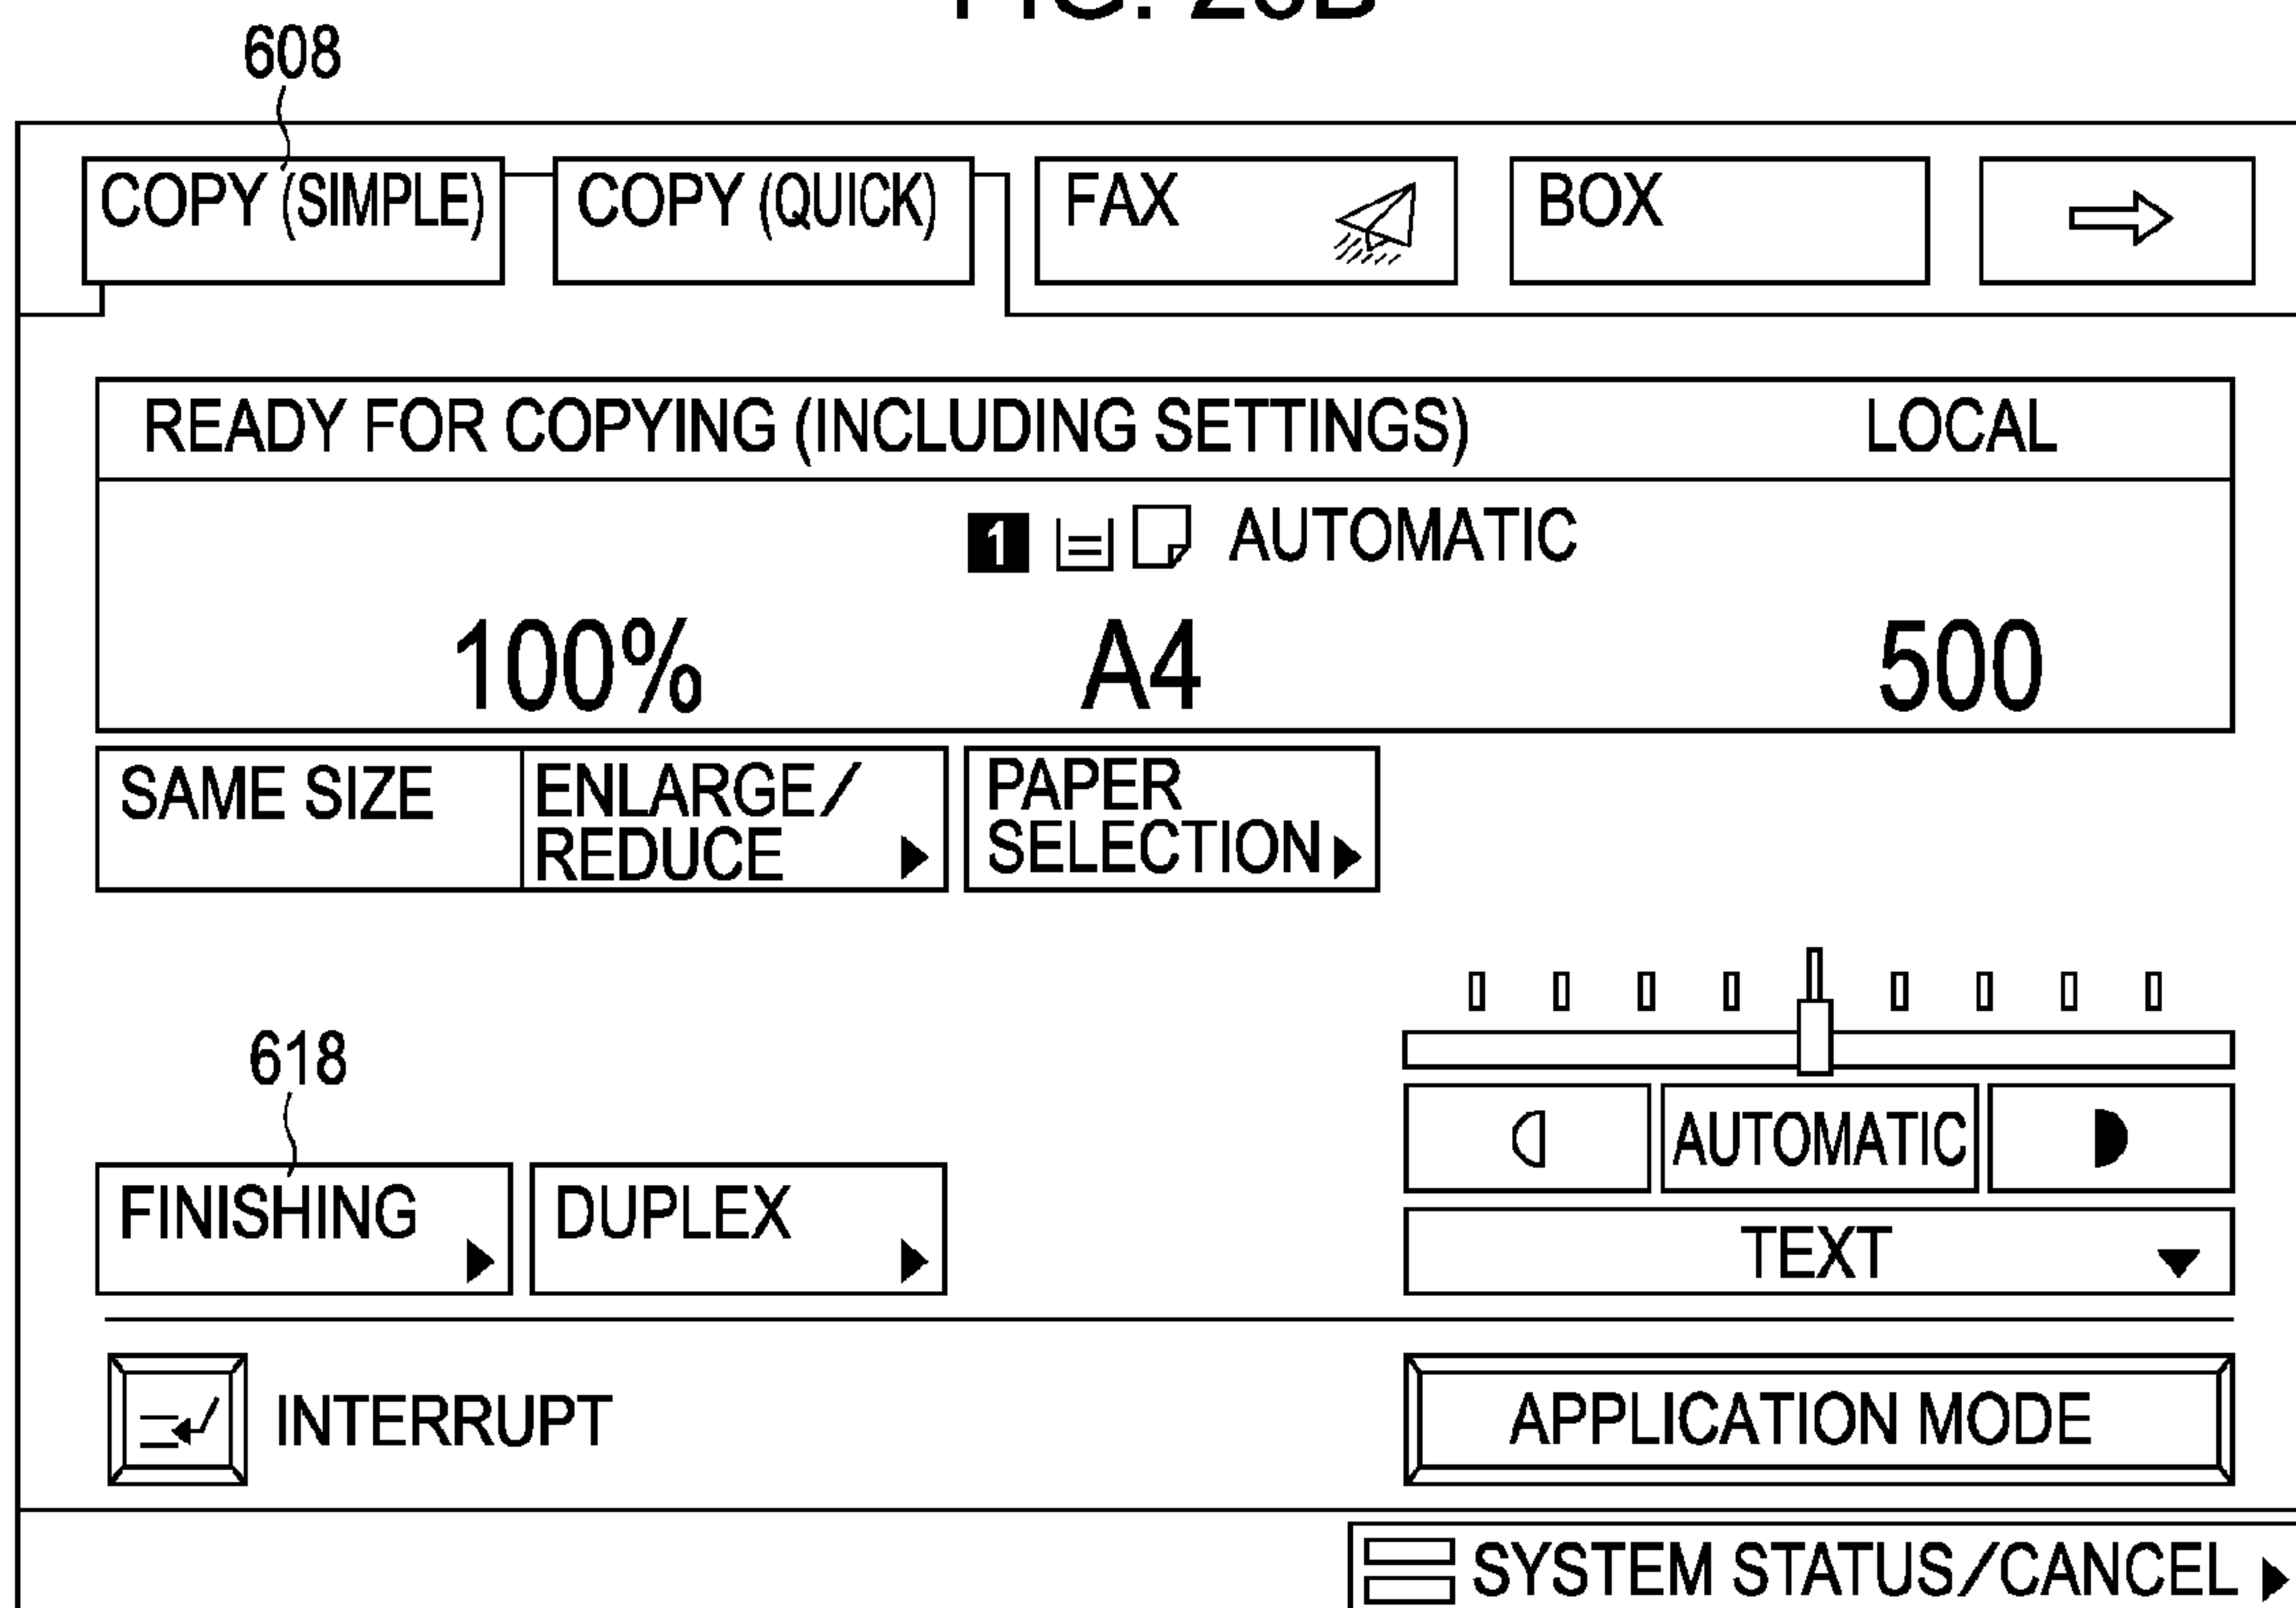 608
COPY (SIMPLE) COPY (QUICK) FAX BOX
READY FOR COPYING (INCLUDING SETTINGS) LOCAL
1 AUTOMATIC
100% A4 500
SAME SIZE
ENLARGE/
REDUCE
PAPER
SELECTION
618
AUTOMATIC
FINISHING DUPLEX
TEXT
INTERRUPT APPLICATION MODE
SYSTEM STATUS/CANCEL